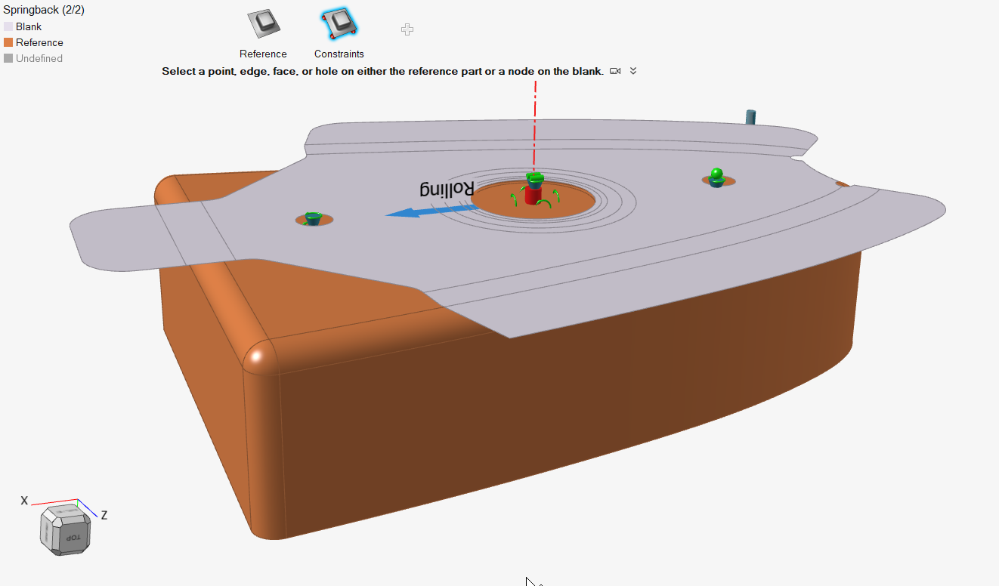 Springback (2/2)
Blank
Reference
Undefined
Reference
Constraints
Select a point, edge, face, or hole on either the reference part or a node on the blank.
Rolling
X
Z
TOP